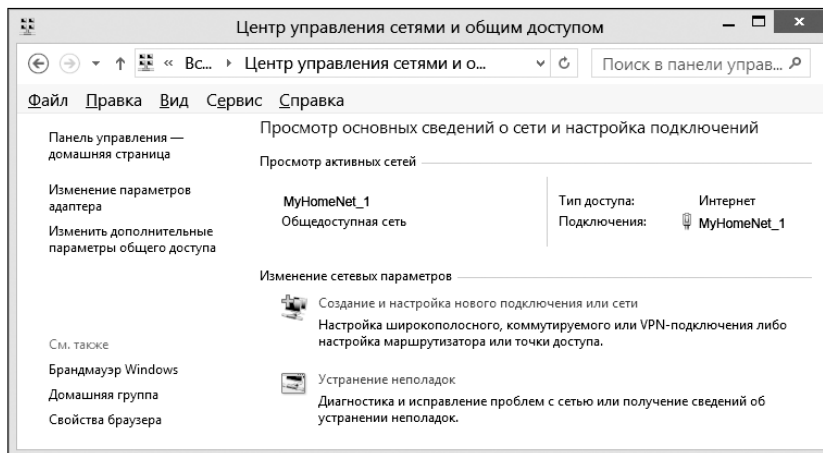 Центр управления сетями и общим доступом
« Вс... Центр управления сетями и о... Поиск в панели управ...
Файл Правка Вид Сервис Справка
Панель управления —
домашняя страница
Изменение параметров
адаптера
Изменить дополнительные
параметры общего доступа
См. также
Брандмауэр Windows
Домашняя группа
Свойства браузера
Просмотр основных сведений о сети и настройка подключений
Просмотр активных сетей
MyHomeNet_1
Общедоступная сеть
Тип доступа: Интернет
Подключения: MyHomeNet_1
Изменение сетевых параметров
Создание и настройка нового подключения или сети
Настройка широкополосного, коммутируемого или VPN-подключения либо
настройка маршрутизатора или точки доступа.
Устранение неполадок
Диагностика и исправление проблем с сетью или получение сведений об
устранении неполадок.